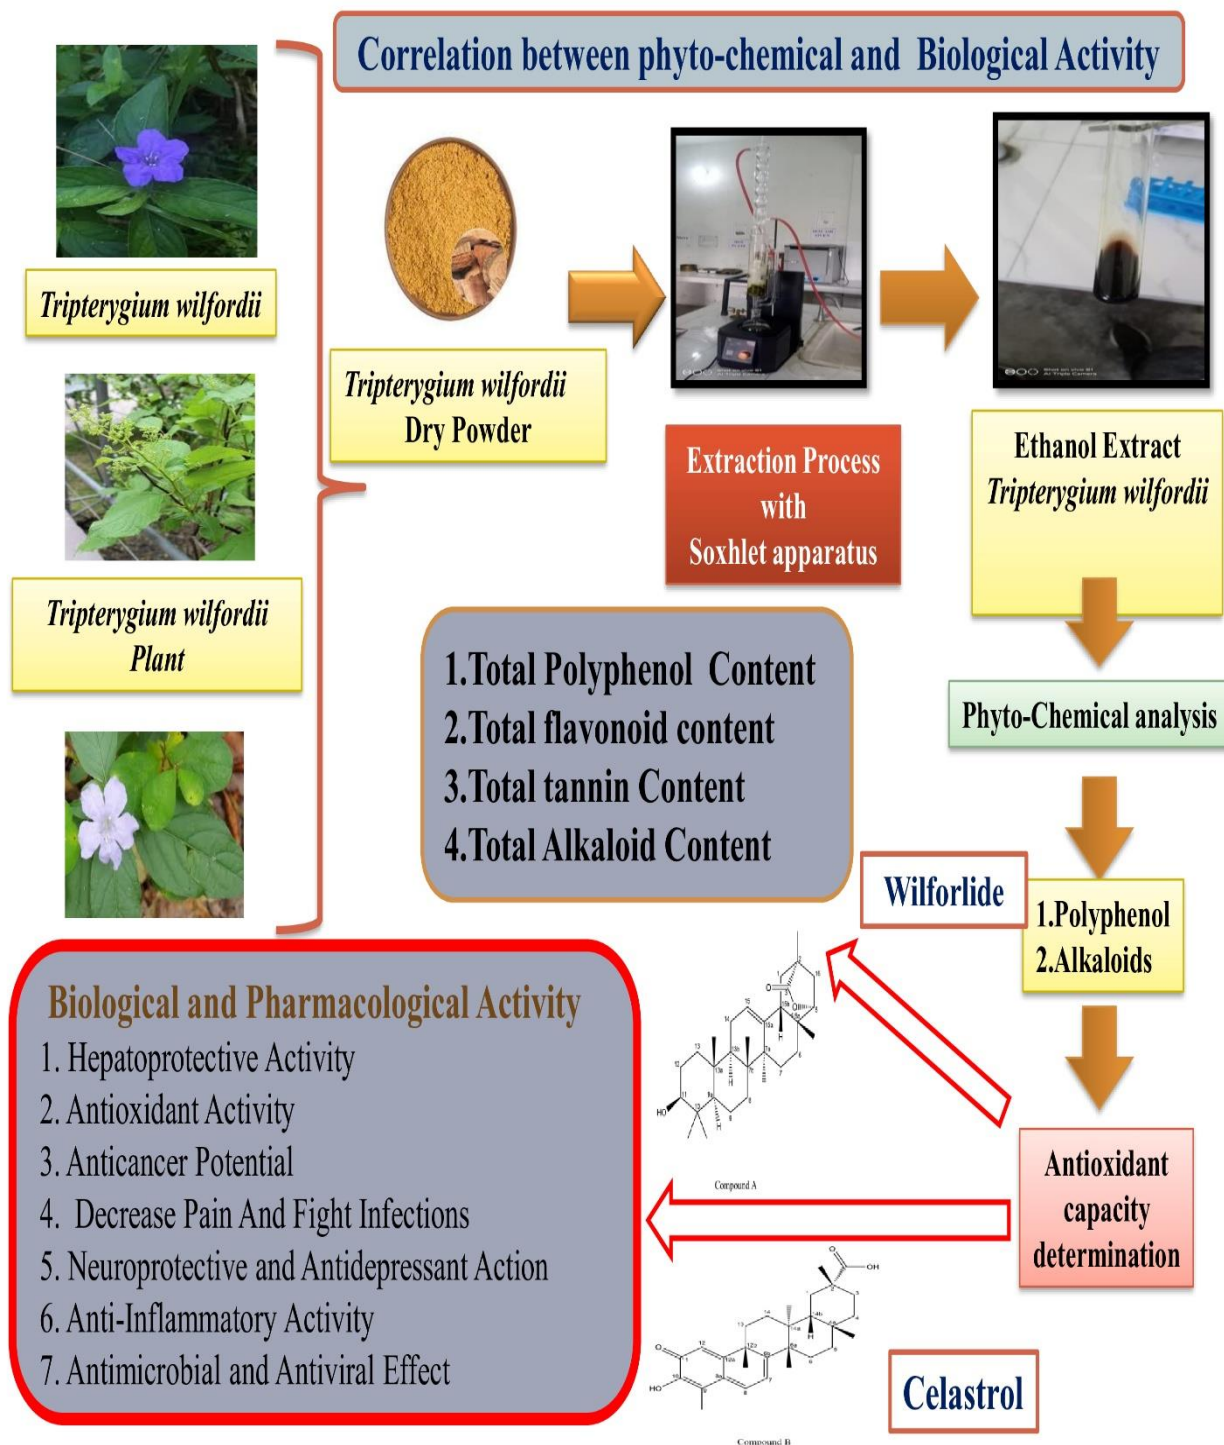 Correlation between phyto-chemical and Biological Activity
Tripterygium wilfordii
Tripterygium wilfordii
Plant
Tripterygium wilfordii
Dry Powder
Extraction Process
with
Soxhlet apparatus
Ethanol Extract
Tripterygium wilfordii
Phyto-Chemical analysis
1.Polyphenol
2.Alkaloids
Antioxidant
capacity
determination
1.Total Polyphenol Content
2.Total flavonoid content
3.Total tannin Content
4.Total Alkaloid Content
Wilforlide
HO
H
H
H
O
O
Compound A
Biological and Pharmacological Activity
1. Hepatoprotective Activity
2. Antioxidant Activity
3. Anticancer Potential
4. Decrease Pain And Fight Infections
5. Neuroprotective and Antidepressant Action
6. Anti-Inflammatory Activity
7. Antimicrobial and Antiviral Effect
O
OH
H
O
HO
Compound B
Celastrol